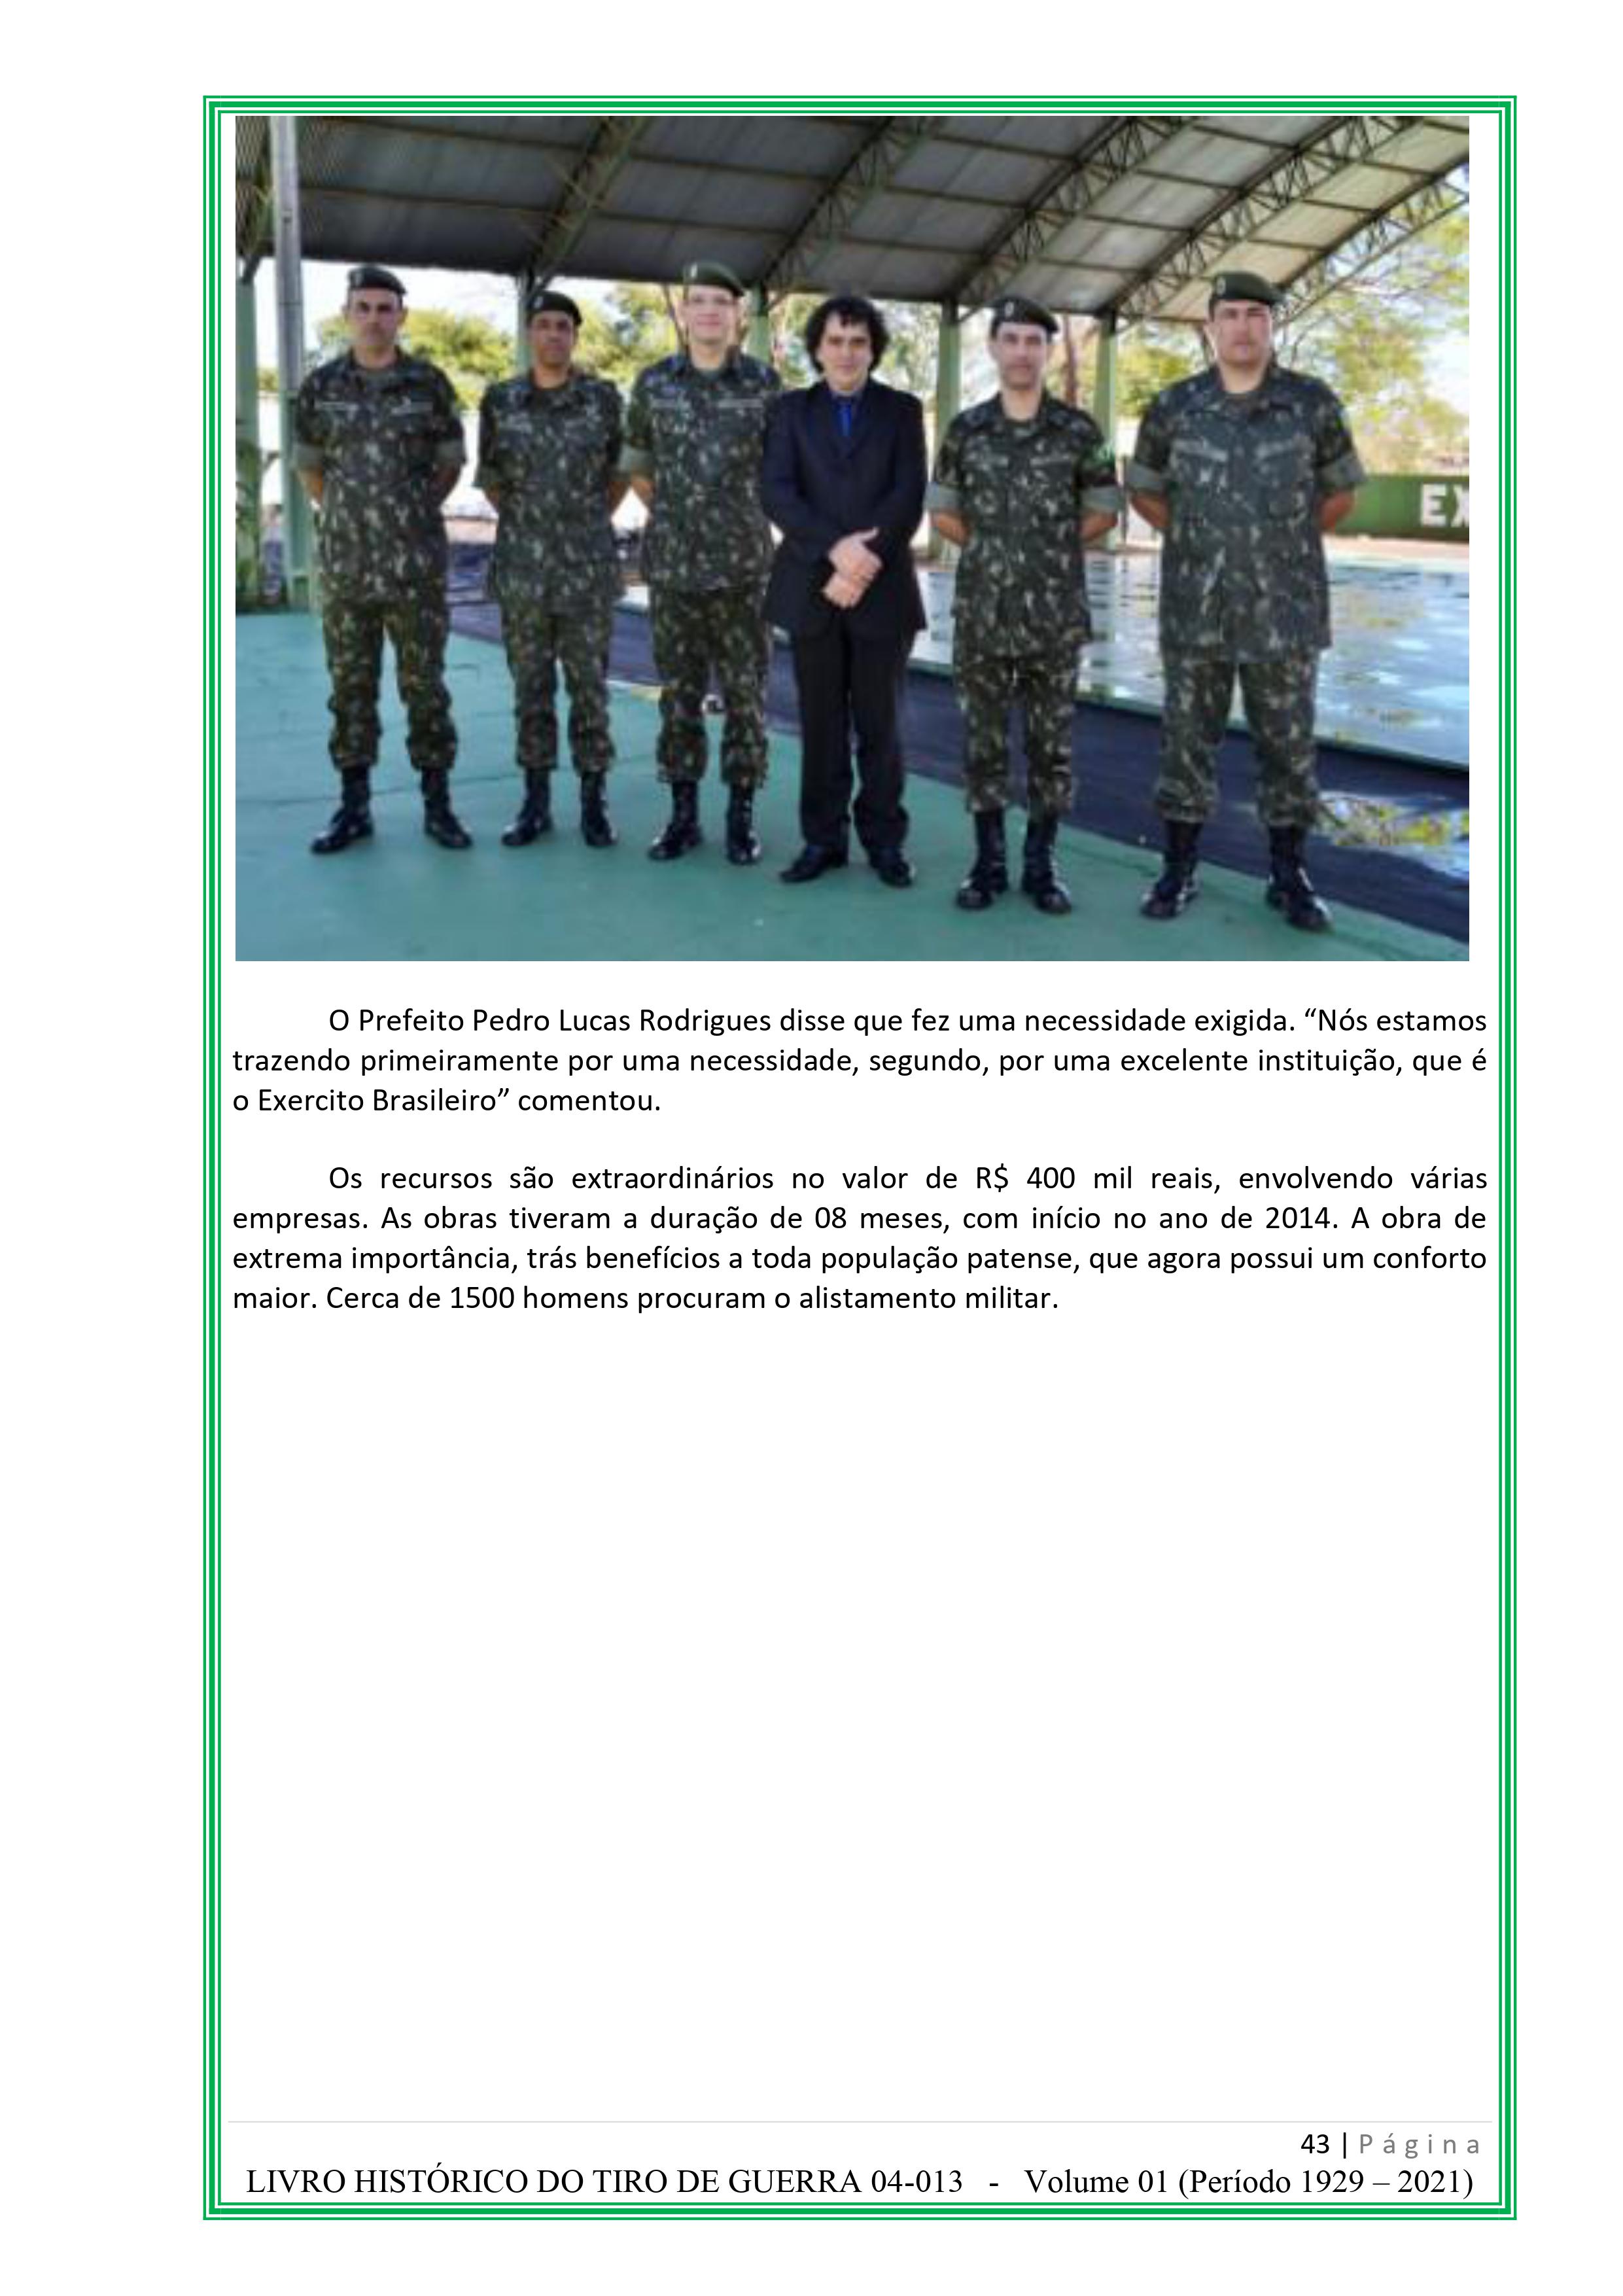 EX
O Prefeito Pedro Lucas Rodrigues disse que fez uma necessidade exigida. “Nós estamos
trazendo primeiramente por uma necessidade, segundo, por uma excelente instituição, que é
o Exercito Brasileiro” comentou.
Os recursos são extraordinários no valor de R$ 400 mil reais, envolvendo várias
empresas. As obras tiveram a duração de 08 meses, com início no ano de 2014. A obra de
extrema importância, trás benefícios a toda população patense, que agora possui um conforto
maior. Cerca de 1500 homens procuram o alistamento militar.
43 | Página
LIVRO HISTÓRICO DO TIRO DE GUERRA 04-013 - Volume 01 (Período 1929 – 2021)